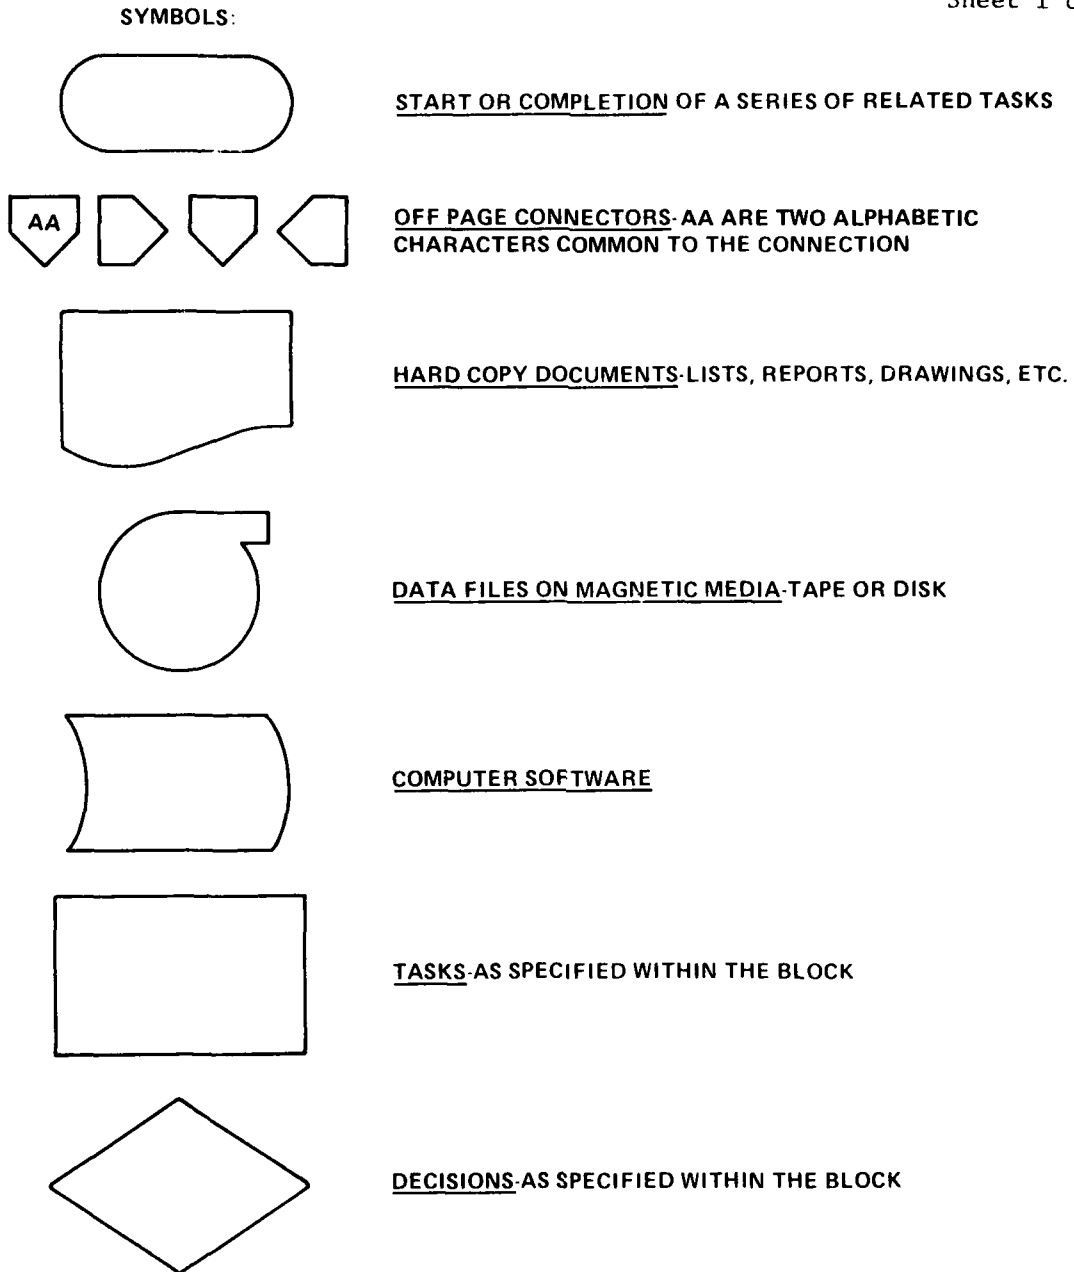 Sheet 1
SYMBOLS:
START OR COMPLETION OF A SERIES OF RELATED TASKS
AA
OFF PAGE CONNECTORS-AA ARE TWO ALPHABETIC
CHARACTERS COMMON TO THE CONNECTION
HARD COPY DOCUMENTS-LISTS, REPORTS, DRAWINGS, ETC.
DATA FILES ON MAGNETIC MEDIA-TAPE OR DISK
COMPUTER SOFTWARE
TASKS-AS SPECIFIED WITHIN THE BLOCK
DECISIONS-AS SPECIFIED WITHIN THE BLOCK